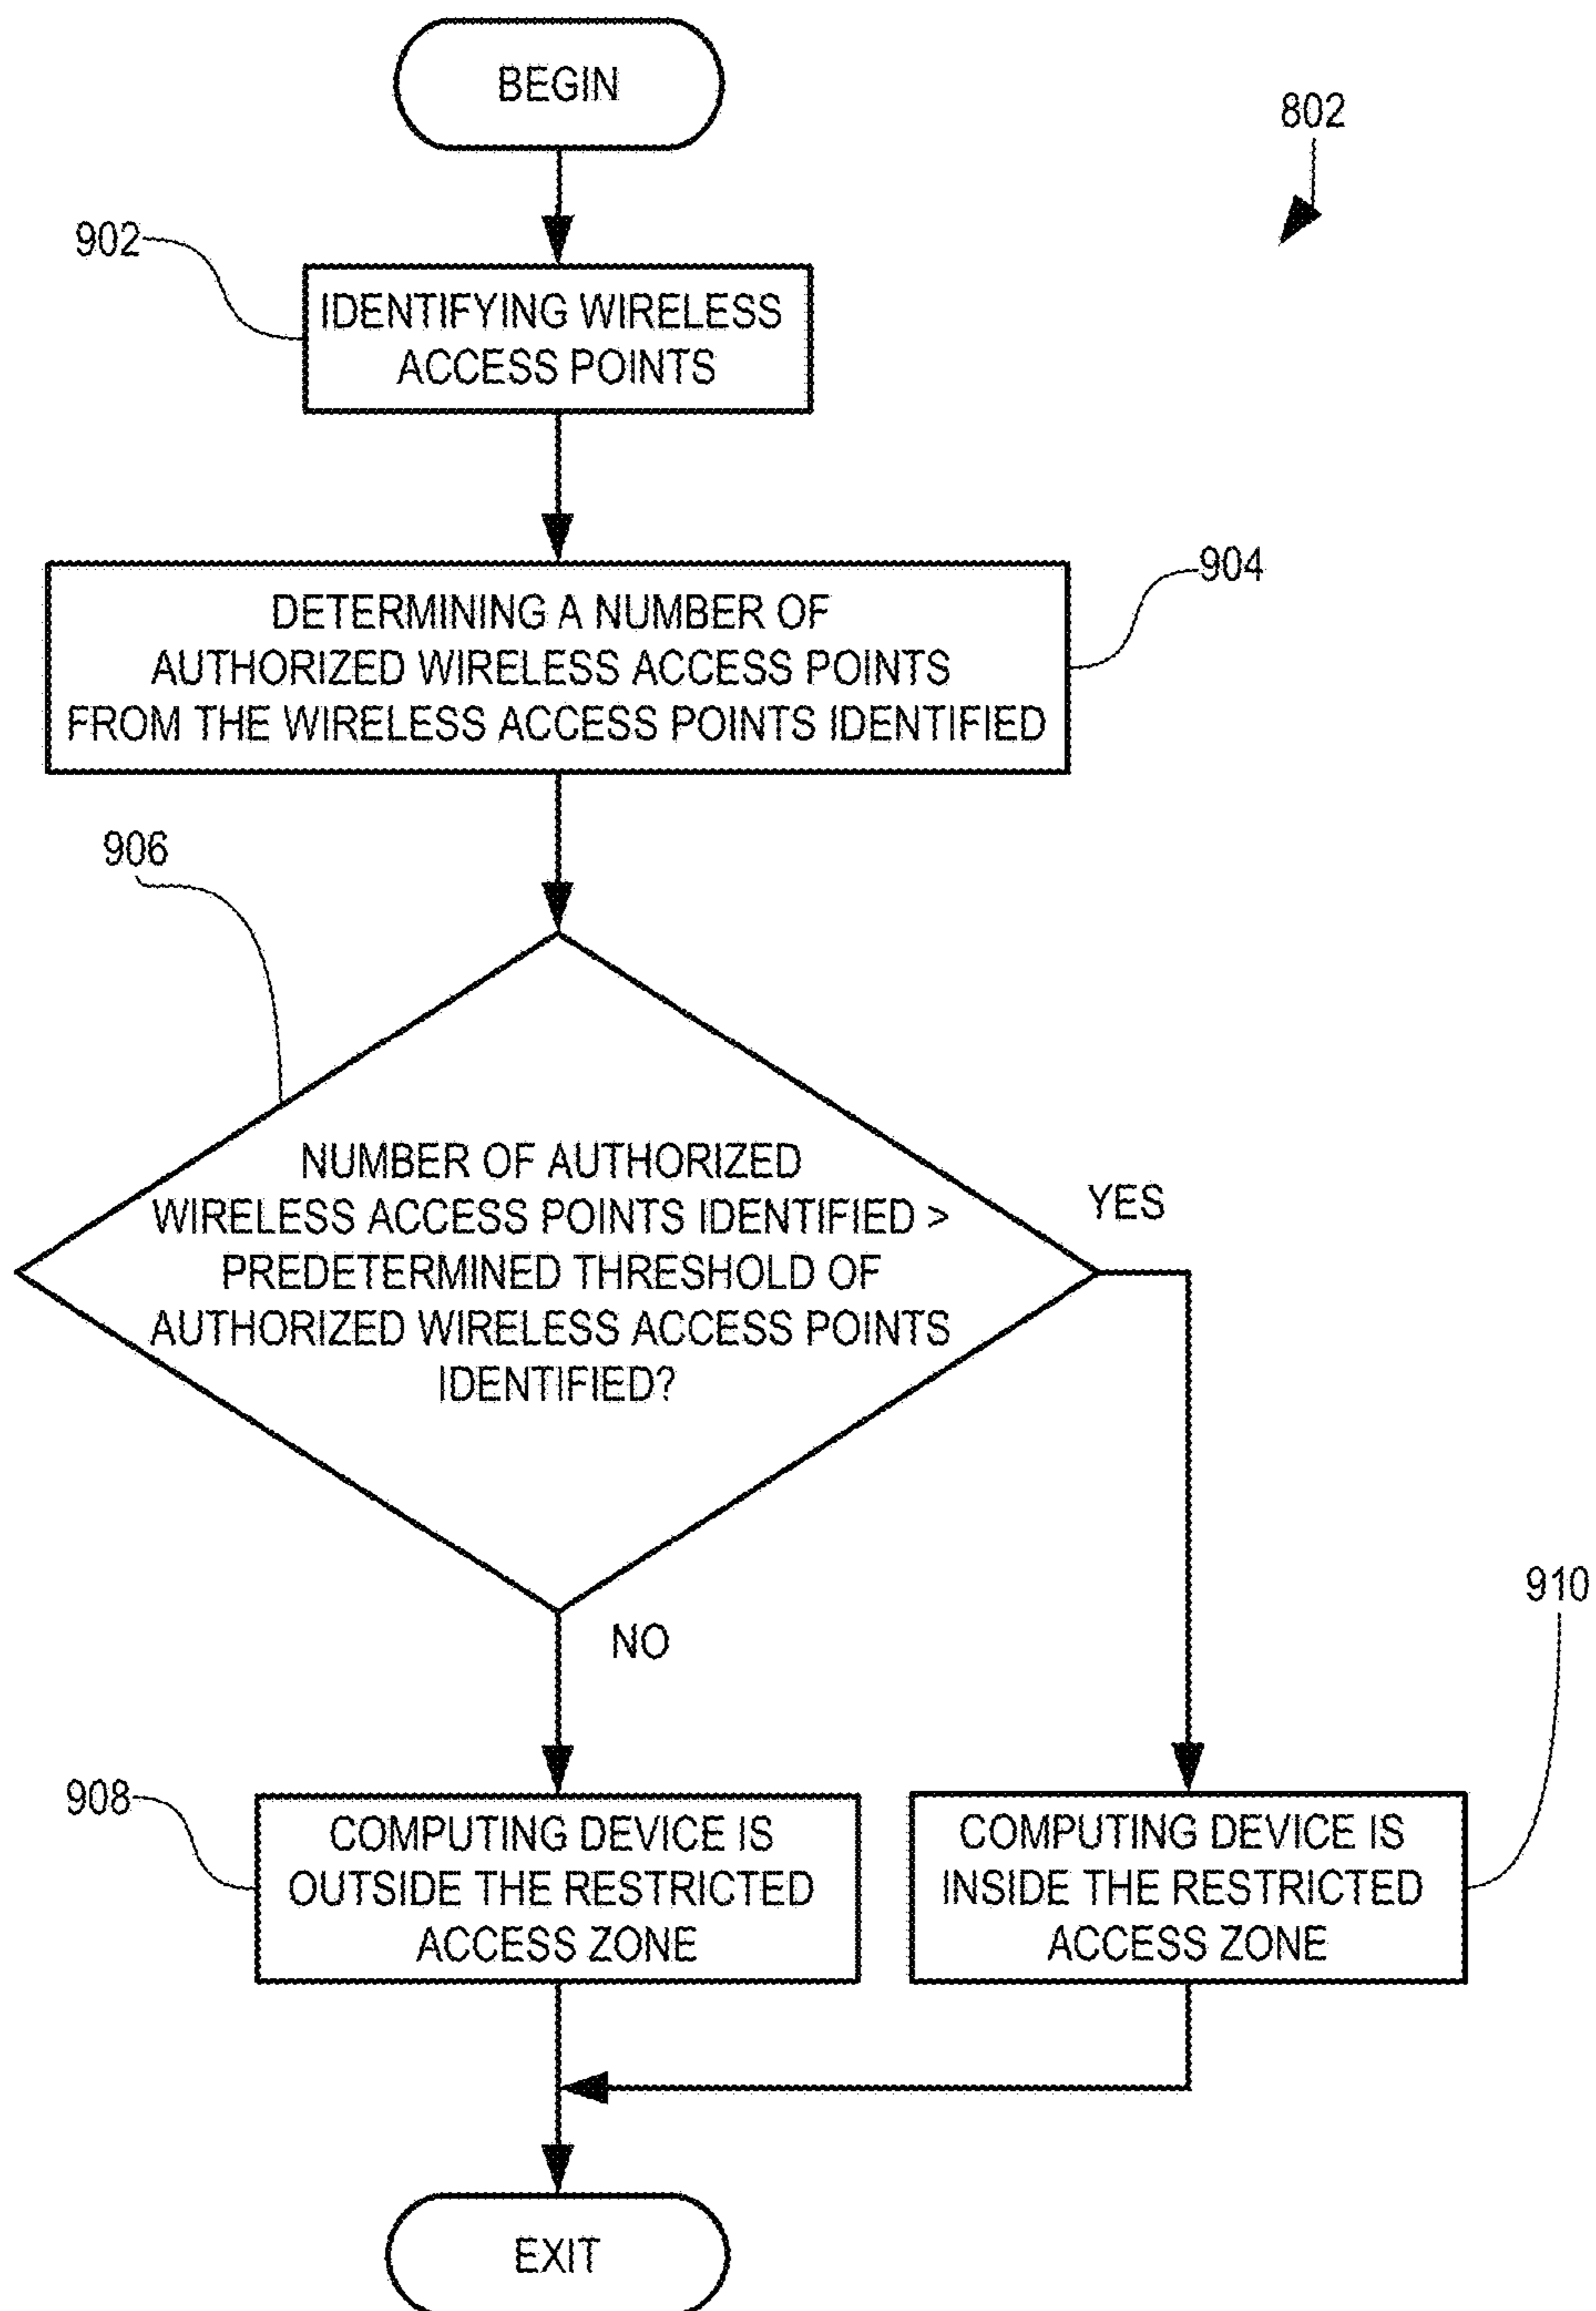 BEGIN
802
902
IDENTIFYING WIRELESS
ACCESS POINTS
904
DETERMINING A NUMBER OF
AUTHORIZED WIRELESS ACCESS POINTS
FROM THE WIRELESS ACCESS POINTS IDENTIFIED
906
NUMBER OF AUTHORIZED
WIRELESS ACCESS POINTS IDENTIFIED >
PREDETERMINED THRESHOLD OF
AUTHORIZED WIRELESS ACCESS POINTS
IDENTIFIED?
YES
NO
910
908
COMPUTING DEVICE IS
OUTSIDE THE RESTRICTED
ACCESS ZONE
COMPUTING DEVICE IS
INSIDE THE RESTRICTED
ACCESS ZONE
EXIT